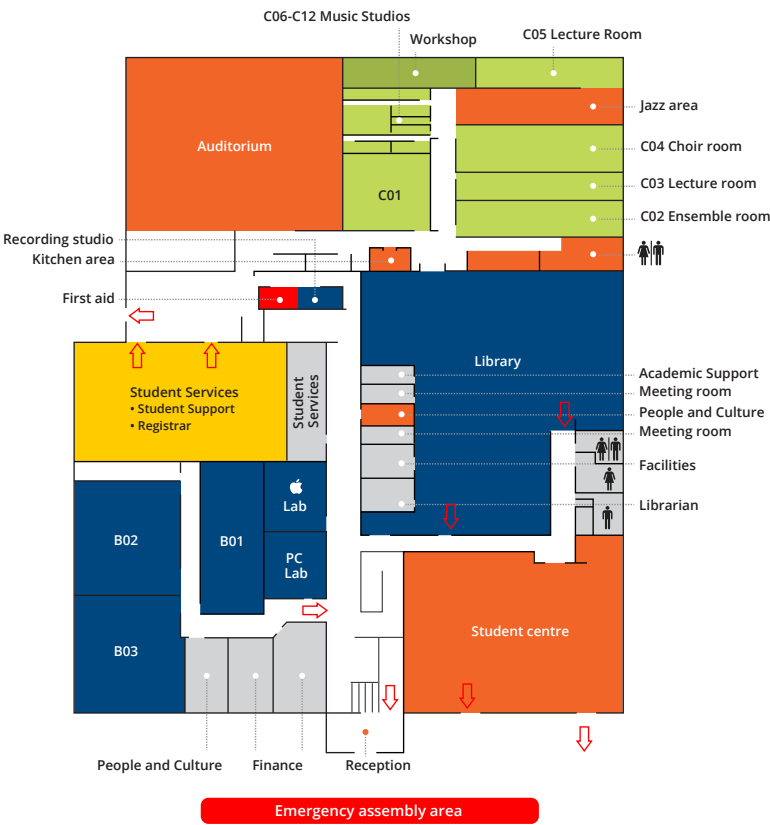 C06-C12 Music Studios
Workshop
C05 Lecture Room
Jazz area
Auditorium
C04 Choir room
C03 Lecture room
C01
C02 Ensemble room
Recording studio
Kitchen area
First aid
Library
Academic Support
Meeting room
People and Culture
Meeting room
Facilities
Librarian
Student Services
• Student Support
• Registrar
Student
Services
Lab
B02
B01
PC
Lab
B03
Student centre
People and Culture
Finance
Reception
Emergency assembly area